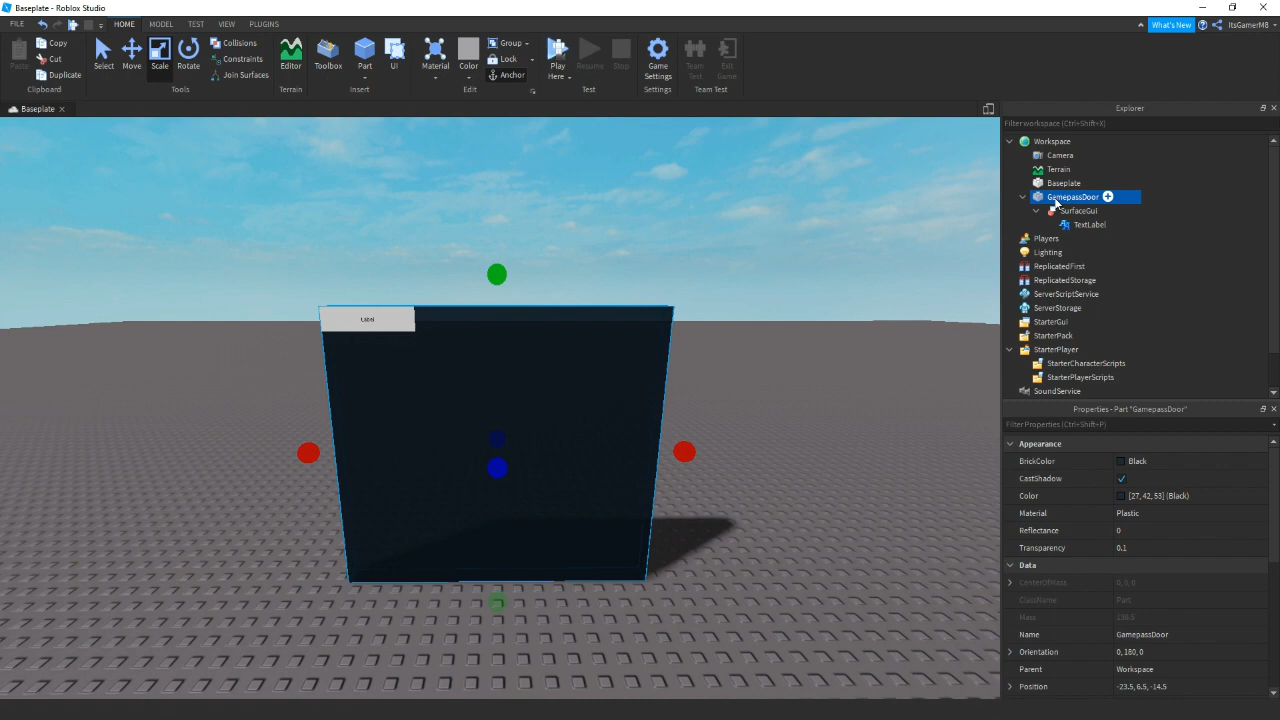 Baseplate - Roblox Studio
FILE HOME MODEL TEST VIEW PLUGINS What's New ItsGamerM8
Paste Copy Cut Duplicate Clipboard
Select Move Scale Rotate Collisions Constraints Join Surfaces Tools
Editor Terrain
Toolbox Part UI Insert
Material Color Group Lock Anchor Edit
Play Here Resume Stop Test
Game Settings Settings
Team Test Exit Game Team Test
Baseplate
Label
Explorer
Filter workspace (Ctrl+Shift+X)
Workspace
Camera
Terrain
Baseplate
GamepassDoor
SurfaceGui
TextLabel
Players
Lighting
ReplicatedFirst
ReplicatedStorage
ServerScriptService
ServerStorage
StarterGui
StarterPack
StarterPlayer
StarterCharacterScripts
StarterPlayerScripts
SoundService
Properties - Part "GamepassDoor"
Filter Properties (Ctrl+Shift+P)
Appearance
BrickColor Black
CastShadow
Color [27, 42, 53] (Black)
Material Plastic
Reflectance 0
Transparency 0.1
Data
CenterOfMass 0, 0, 0
ClassName Part
Mass
Name GamepassDoor
Orientation 0, 180, 0
Parent Workspace
Position -23.5, 6.5, -14.5